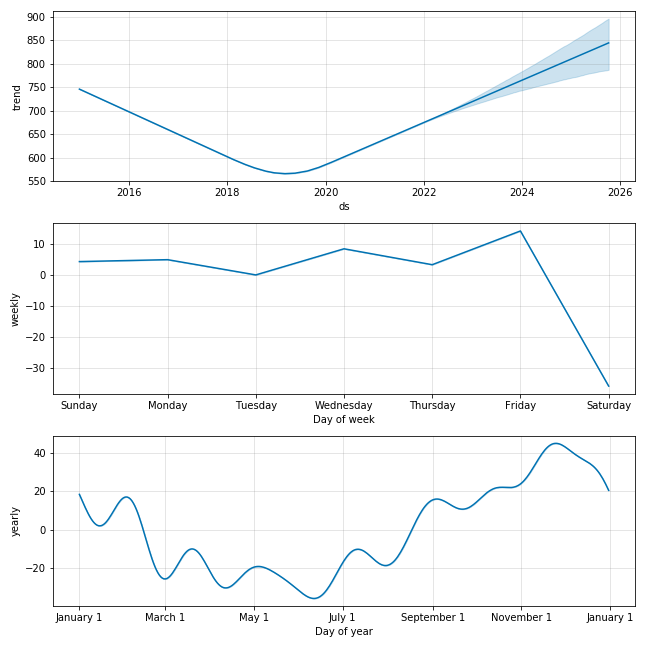 900
850
800
750
700
650
600
550
trend
2016 2018 2020 2022 2024 2026
ds
10
0
−10
−20
−30
weekly
Sunday Monday Tuesday Wednesday Thursday Friday Saturday
Day of week
40
20
0
−20
yearly
January 1 March 1 May 1 July 1 September 1 November 1 January 1
Day of year